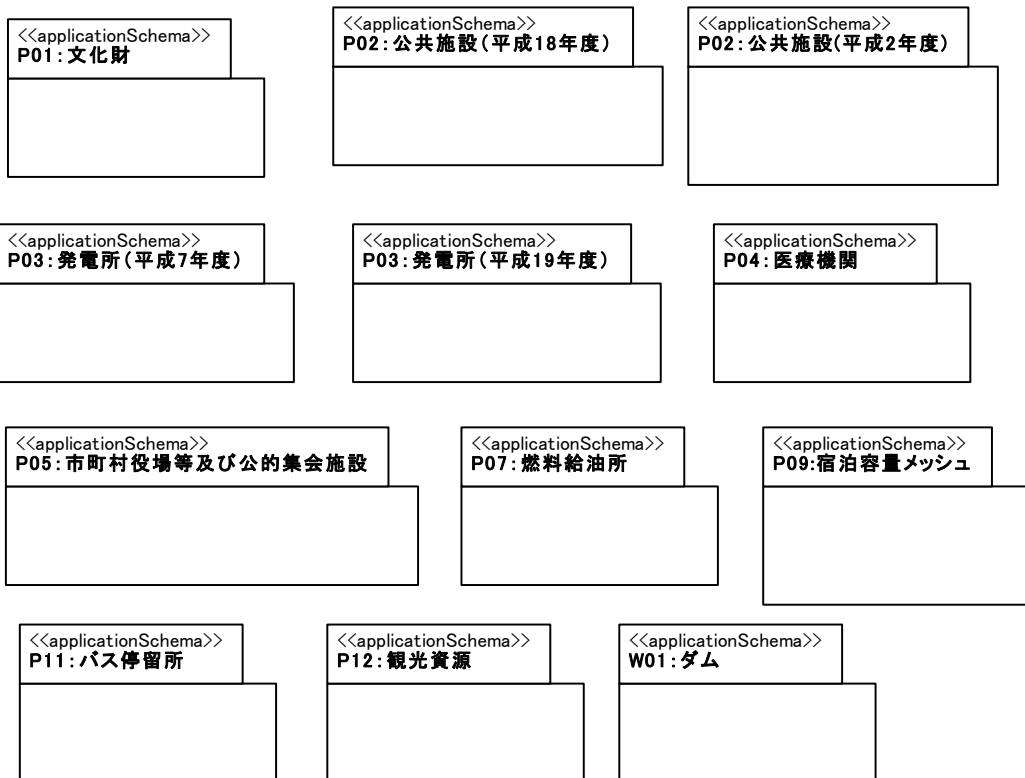 <<applicationSchema>>
P01:文化財
<<applicationSchema>>
P02:公共施設(平成18年度)
<<applicationSchema>>
P02:公共施設(平成2年度)
<<applicationSchema>>
P03:発電所(平成7年度)
<<applicationSchema>>
P03:発電所(平成19年度)
<<applicationSchema>>
P04:医療機関
<<applicationSchema>>
P05:市町村役場等及び公的集会施設
<<applicationSchema>>
P07:燃料給油所
<<applicationSchema>>
P09:宿泊容量メッシュ
<<applicationSchema>>
P11:バス停留所
<<applicationSchema>>
P12:観光資源
<<applicationSchema>>
W01:ダム